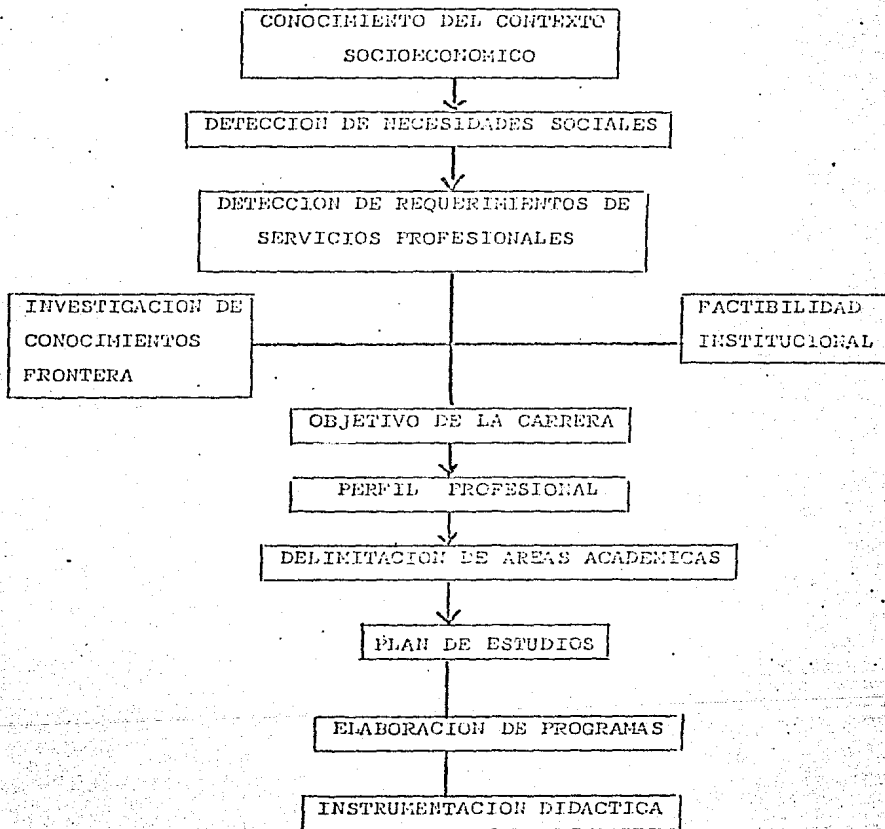 CONOCIMIENTO DEL CONTEXTO
SOCIOECONOMICO
DETECCION DE NECESIDADES SOCIALES
DETECCION DE REQUERIMIENTOS DE
SERVICIOS PROFESIONALES
INVESTIGACION DE
CONOCIMIENTOS
FRONTERA
FACTIBILIDAD
INSTITUCIONAL
OBJETIVO DE LA CARRERA
PERFIL PROFESIONAL
DELIMITACION DE AREAS ACADEMICAS
PLAN DE ESTUDIOS
ELABORACION DE PROGRAMAS
INSTRUMENTACION DIDACTICA